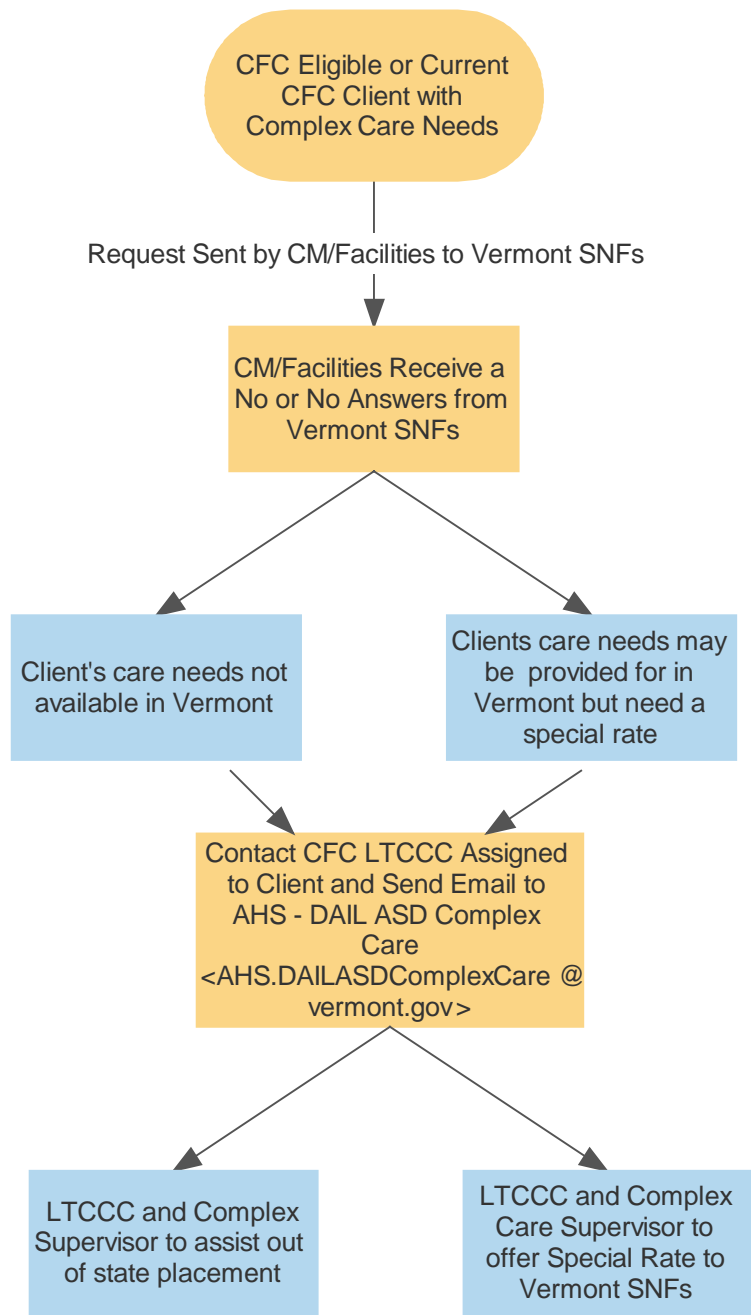 CFC Eligible or Current
CFC Client with
Complex Care Needs
Request Sent by CM/Facilities to Vermont SNFs
CM/Facilities Receive a
No or No Answers from
Vermont SNFs
Client's care needs not
available in Vermont
Clients care needs may
be provided for in
Vermont but need a
special rate
Contact CFC LTCCC Assigned
to Client and Send Email to
AHS - DAIL ASD Complex
Care
<AHS.DAILASDComplexCare @
vermont.gov>
LTCCC and Complex
Supervisor to assist out
of state placement
LTCCC and Complex
Care Supervisor to
offer Special Rate to
Vermont SNFs